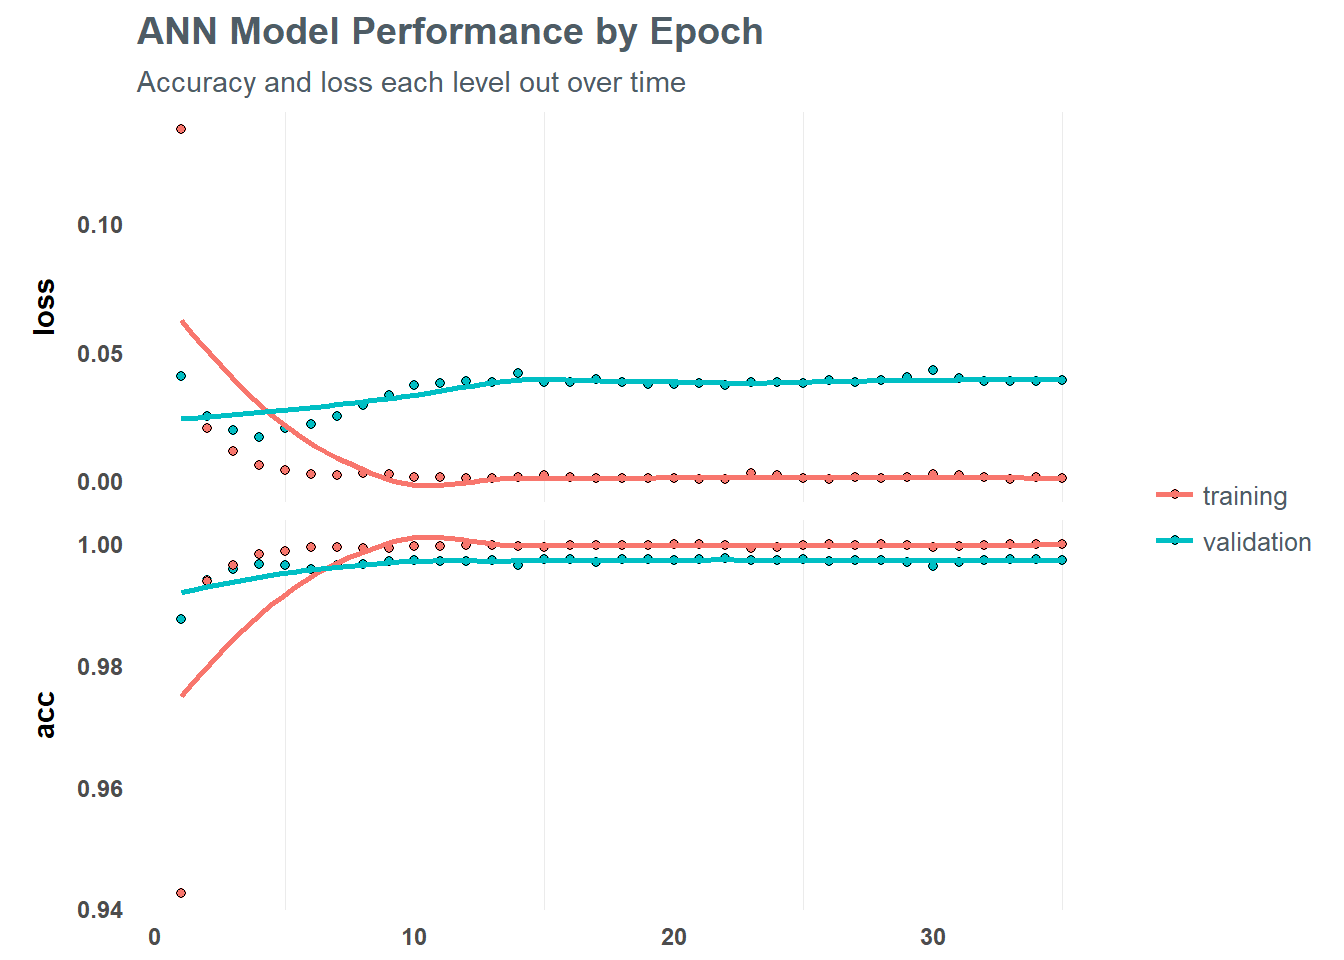 ANN Model Performance by Epoch
Accuracy and loss each level out over time
loss
0.10
0.05
0.00
acc
1.00
0.98
0.96
0.94
0 10 20 30
training
validation